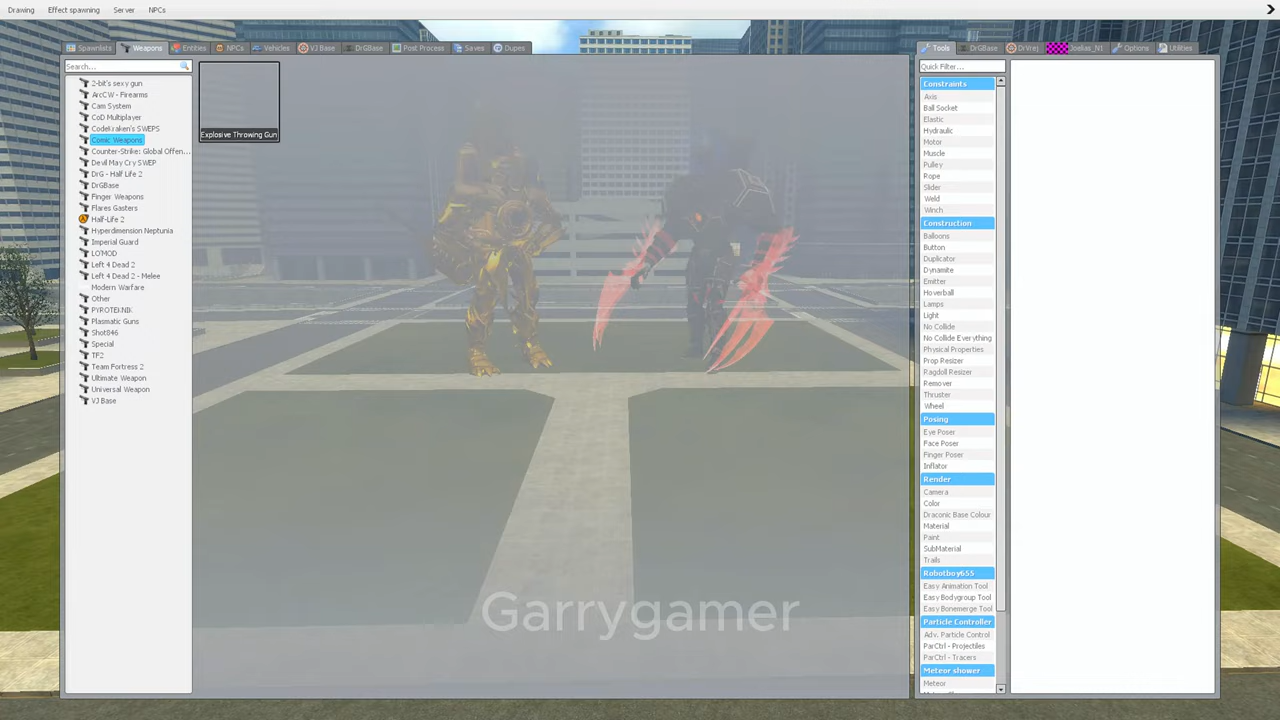 Drawing Effect spawning Server NPCs
Spawnlists Weapons Entities NPCs Vehicles VJ Base DrGBase Post Process Saves Dupes
Search...
2-bit's sexy gun
ArcCW - Firearms
Cam System
CoD Multiplayer
CodeKraken's SWEPS
Comic Weapons
Counter-Strike: Global Offen...
Devil May Cry SWEP
DrG - Half Life 2
DrGBase
Finger Weapons
Flares Gasters
Half-Life 2
Hyperdimension Neptunia
Imperial Guard
LO'MOD
Left 4 Dead 2
Left 4 Dead 2 - Melee
Modern Warfare
Other
PYROTEKNIK
Plasmatic Guns
Shot846
Special
TF2
Team Fortress 2
Ultimate Weapon
Universal Weapon
VJ Base
Explosive Throwing Gun
Garrygamer
Tools DrGBase DrVrej Joelias_N1 Options Utilities
Quick Filter...
Constraints
Axis
Ball Socket
Elastic
Hydraulic
Motor
Muscle
Pulley
Rope
Slider
Weld
Winch
Construction
Balloons
Button
Duplicator
Dynamite
Emitter
Hoverball
Lamps
Light
No Collide
No Collide Everything
Physical Properties
Prop Resizer
Ragdoll Resizer
Remover
Thruster
Wheel
Posing
Eye Poser
Face Poser
Finger Poser
Inflator
Render
Camera
Color
Draconic Base Colour
Material
Paint
SubMaterial
Trails
Robotboy655
Easy Animation Tool
Easy Bodygroup Tool
Easy Bonemerge Tool
Particle Controller
Adv. Particle Control
ParCtrl - Projectiles
ParCtrl - Tracers
Meteor shower
Meteor